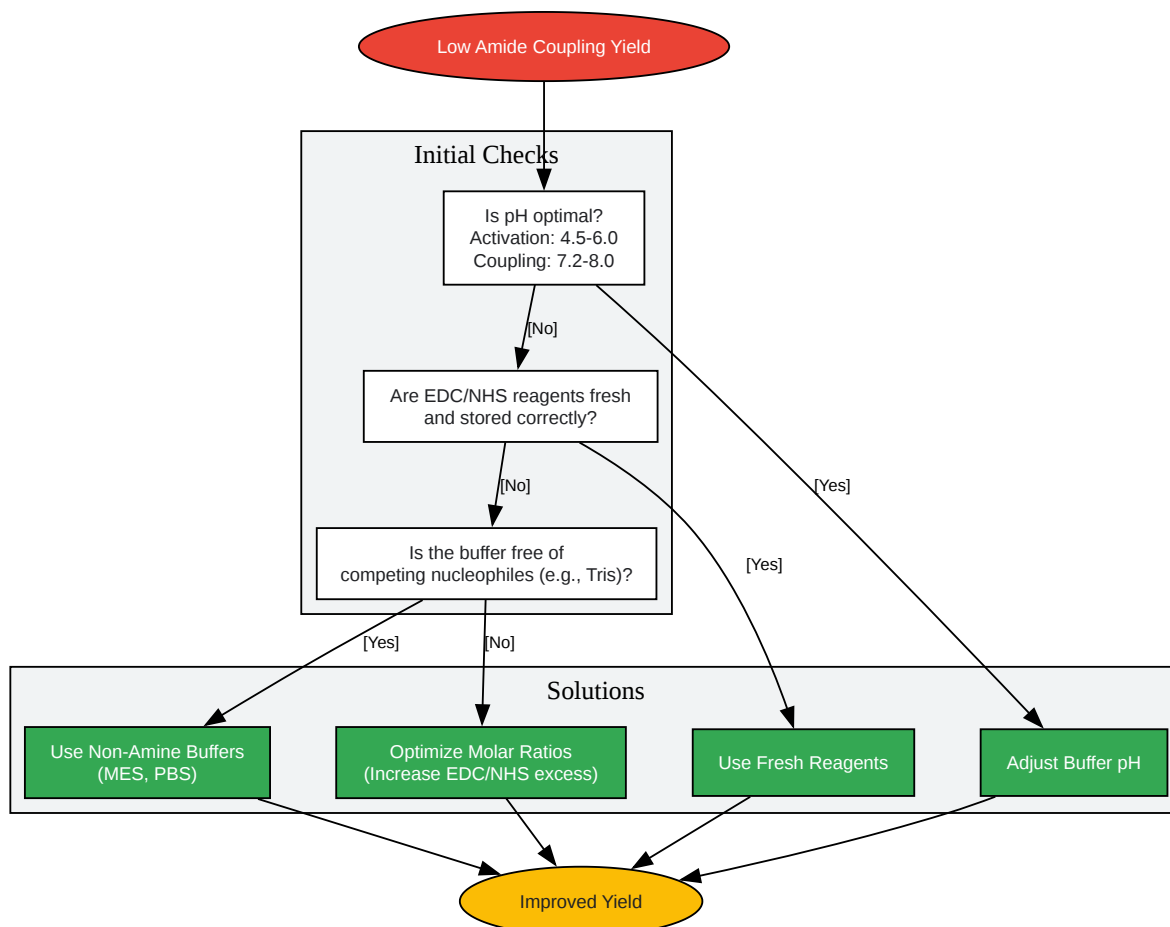 Low Amide Coupling Yield
Initial Checks
Is pH optimal?
Activation: 4.5-6.0
Coupling: 7.2-8.0
[No]
Are EDC/NHS reagents fresh
and stored correctly?
[No]
[Yes]
Is the buffer free of
competing nucleophiles (e.g., Tris)?
[Yes]
[Yes]
[No]
Solutions
Use Non-Amine Buffers
(MES, PBS)
Optimize Molar Ratios
(Increase EDC/NHS excess)
Use Fresh Reagents
Adjust Buffer pH
Improved Yield